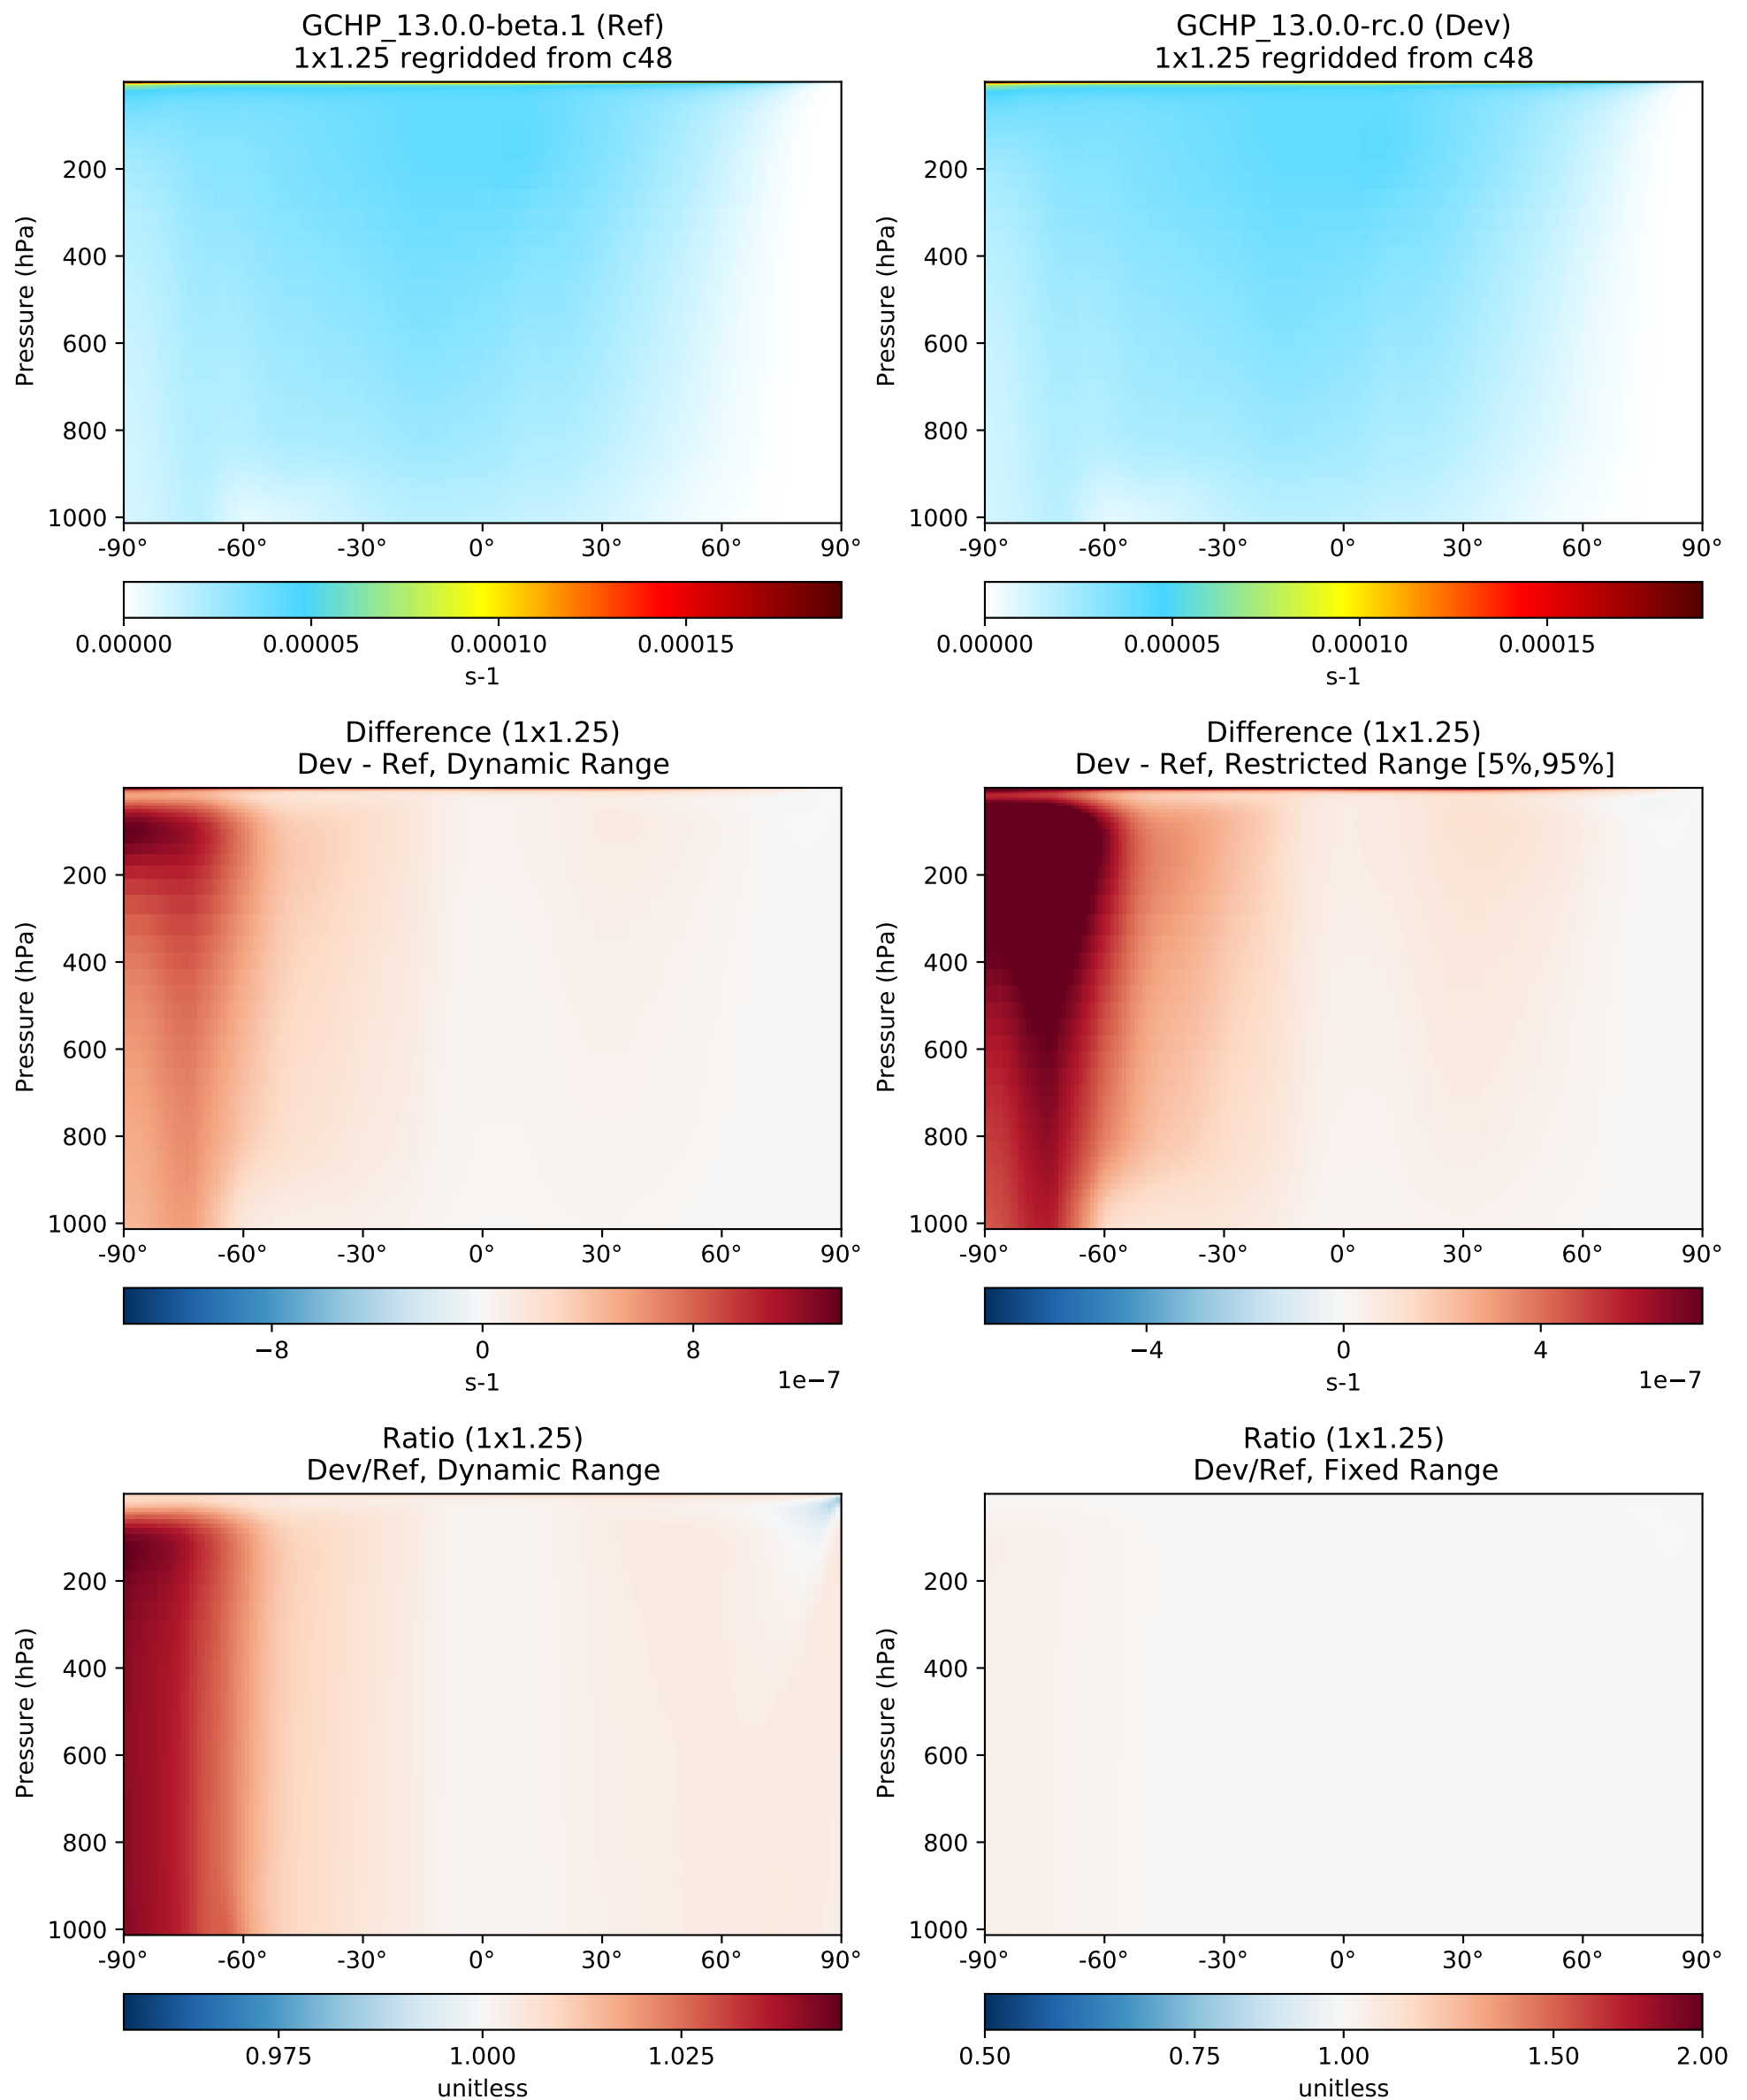 GCHP_13.0.0-beta.1 (Ref)
1x1.25 regridded from c48
Pressure (hPa)
200
400
600
800
1000
-90° -60° -30° 0° 30° 60° 90°
0.00000 0.00005 0.00010 0.00015
s-1
GCHP_13.0.0-rc.0 (Dev)
1x1.25 regridded from c48
Pressure (hPa)
200
400
600
800
1000
-90° -60° -30° 0° 30° 60° 90°
0.00000 0.00005 0.00010 0.00015
s-1
Difference (1x1.25)
Dev - Ref, Dynamic Range
Pressure (hPa)
200
400
600
800
1000
-90° -60° -30° 0° 30° 60° 90°
−8 0 8
s-1 1e−7
Difference (1x1.25)
Dev - Ref, Restricted Range [5%,95%]
Pressure (hPa)
200
400
600
800
1000
-90° -60° -30° 0° 30° 60° 90°
−4 0 4
s-1 1e−7
Ratio (1x1.25)
Dev/Ref, Dynamic Range
Pressure (hPa)
200
400
600
800
1000
-90° -60° -30° 0° 30° 60° 90°
0.975 1.000 1.025
unitless
Ratio (1x1.25)
Dev/Ref, Fixed Range
Pressure (hPa)
200
400
600
800
1000
-90° -60° -30° 0° 30° 60° 90°
0.50 0.75 1.00 1.50 2.00
unitless